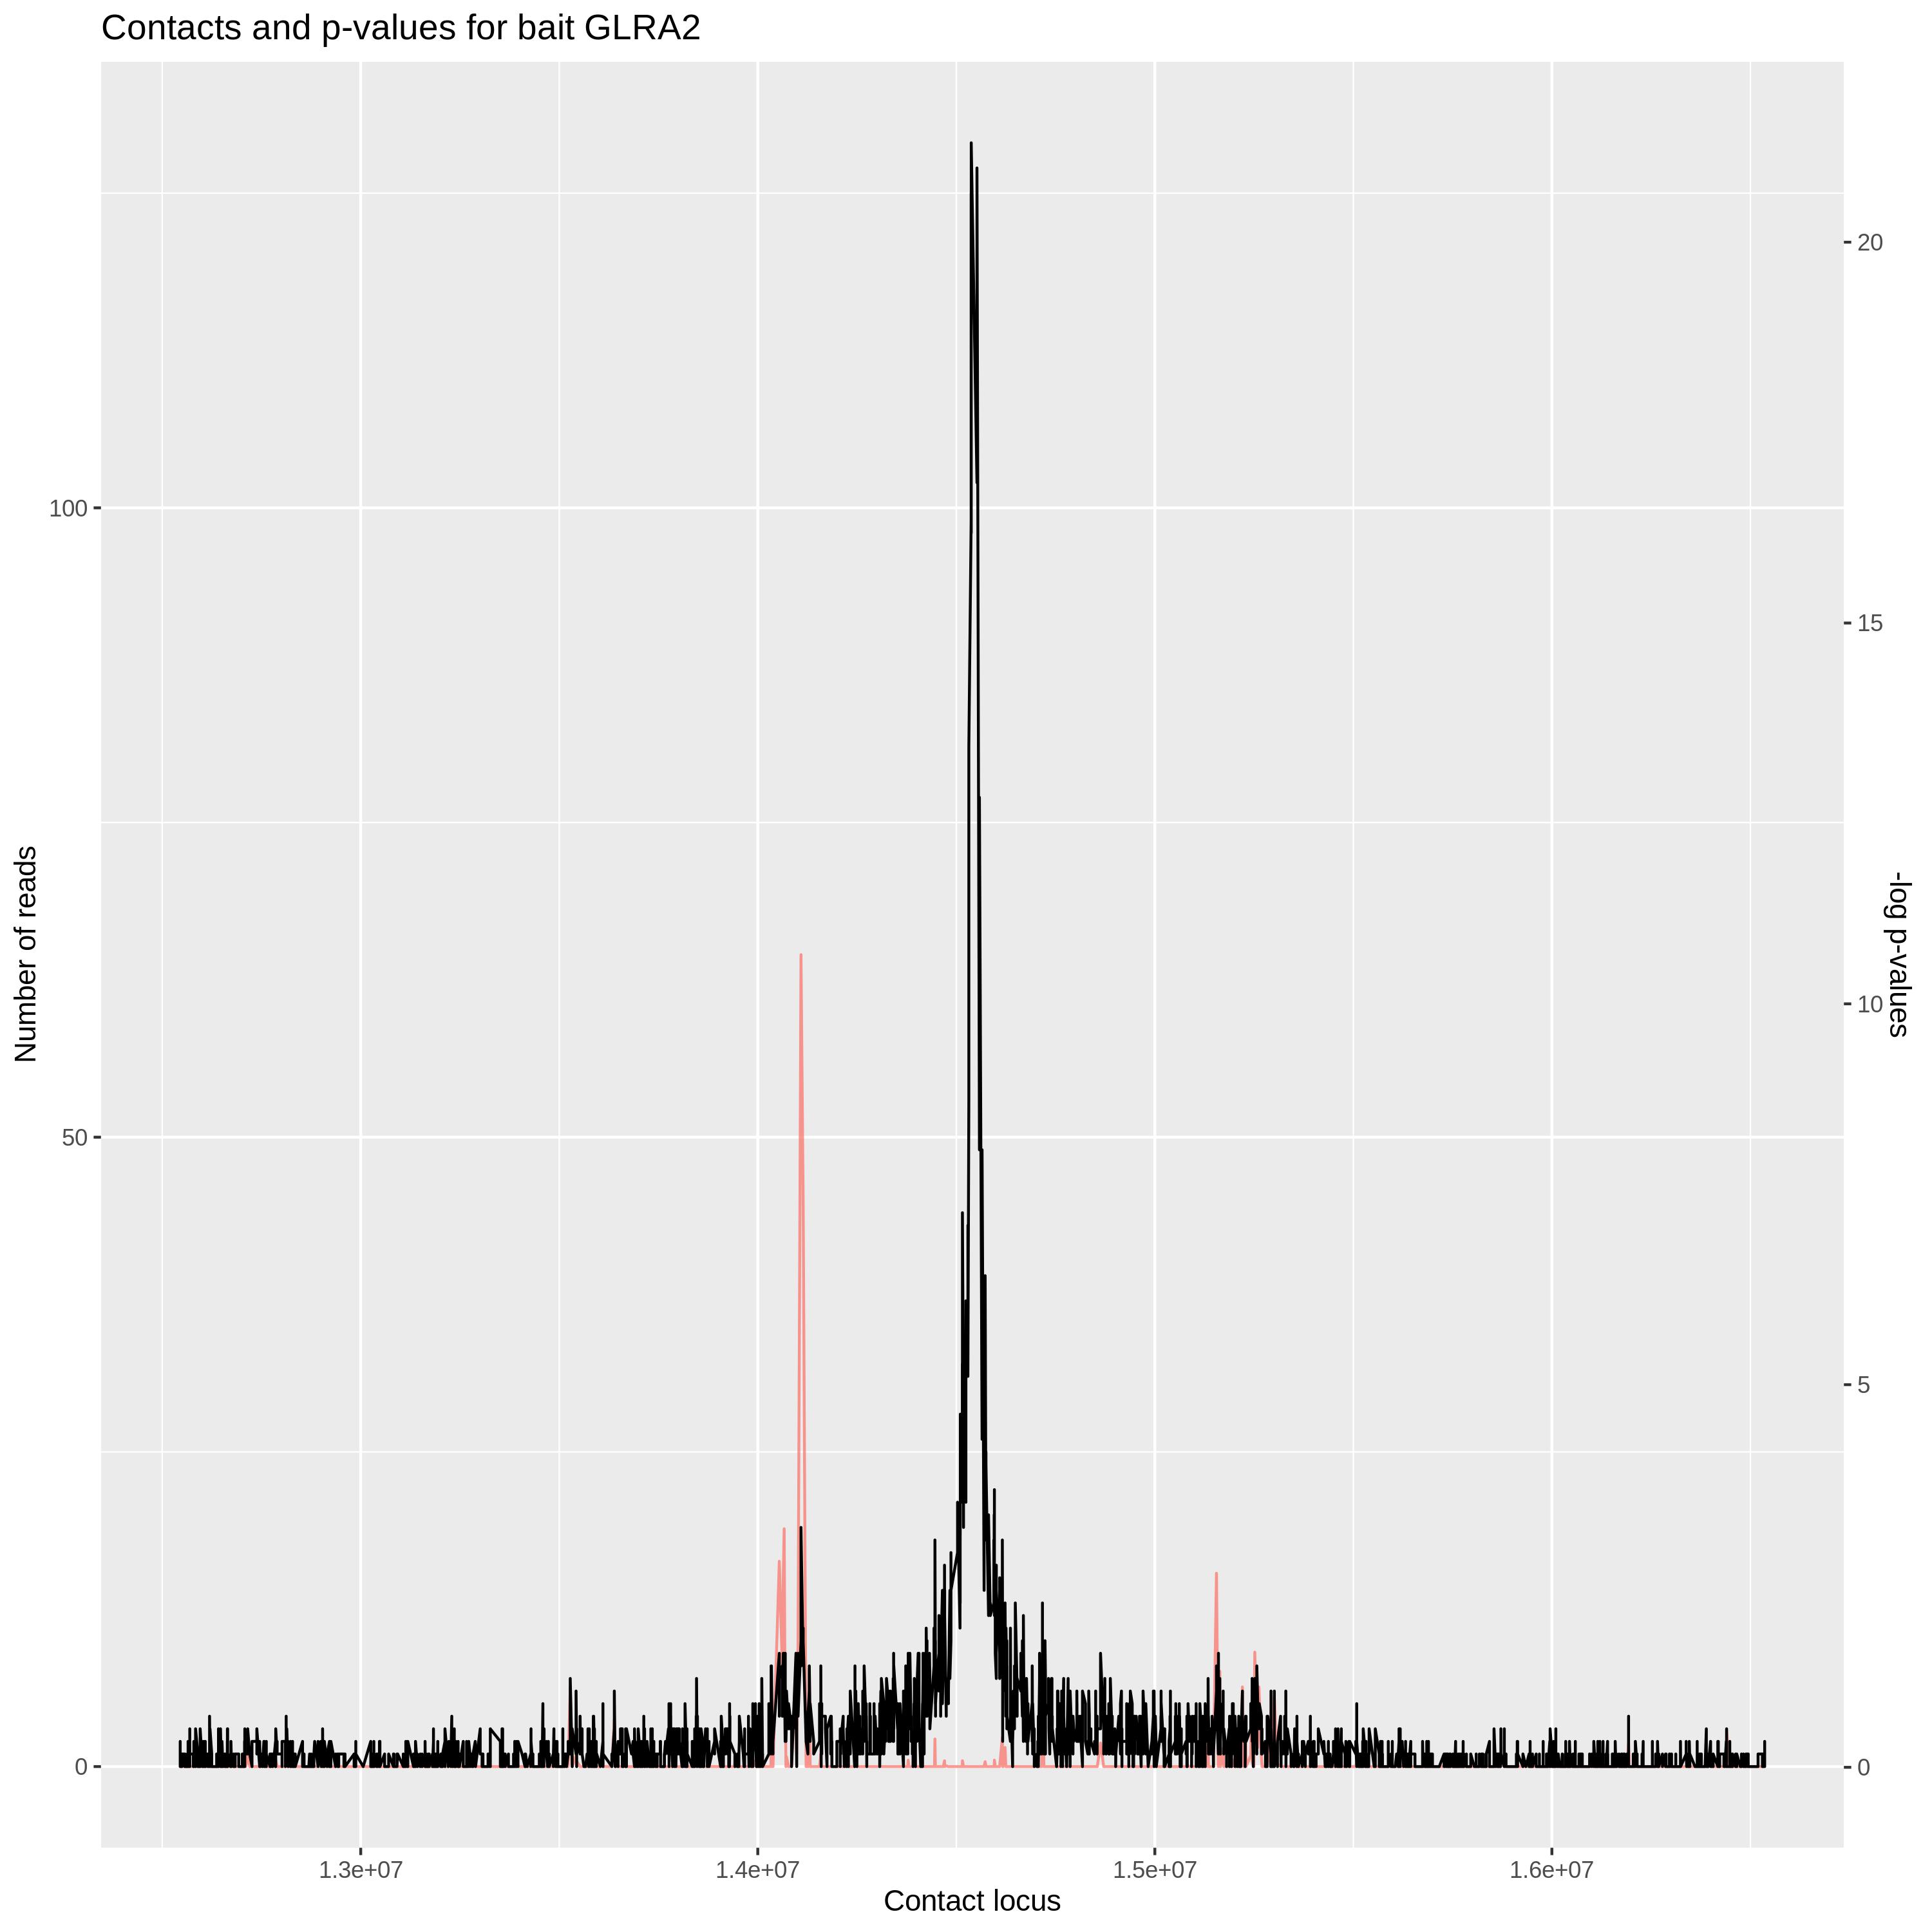 Contacts and p-values for bait GLRA2
Number of reads
100
50
0
20
15
10
5
0
-log p-values
1.3e+07
1.4e+07
1.5e+07
1.6e+07
Contact locus